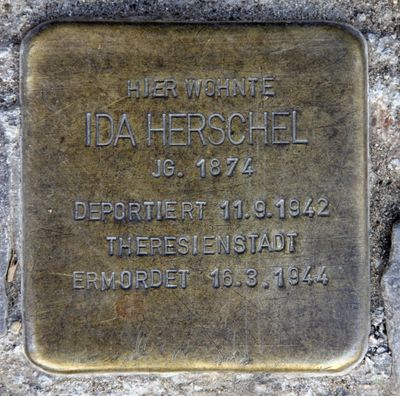 HIER WOHNTE
IDA HERSCHEL
JG. 1874
DEPORTIERT 11.9.1942
THERESIENSTADT
ERMORDET 16.3.1944